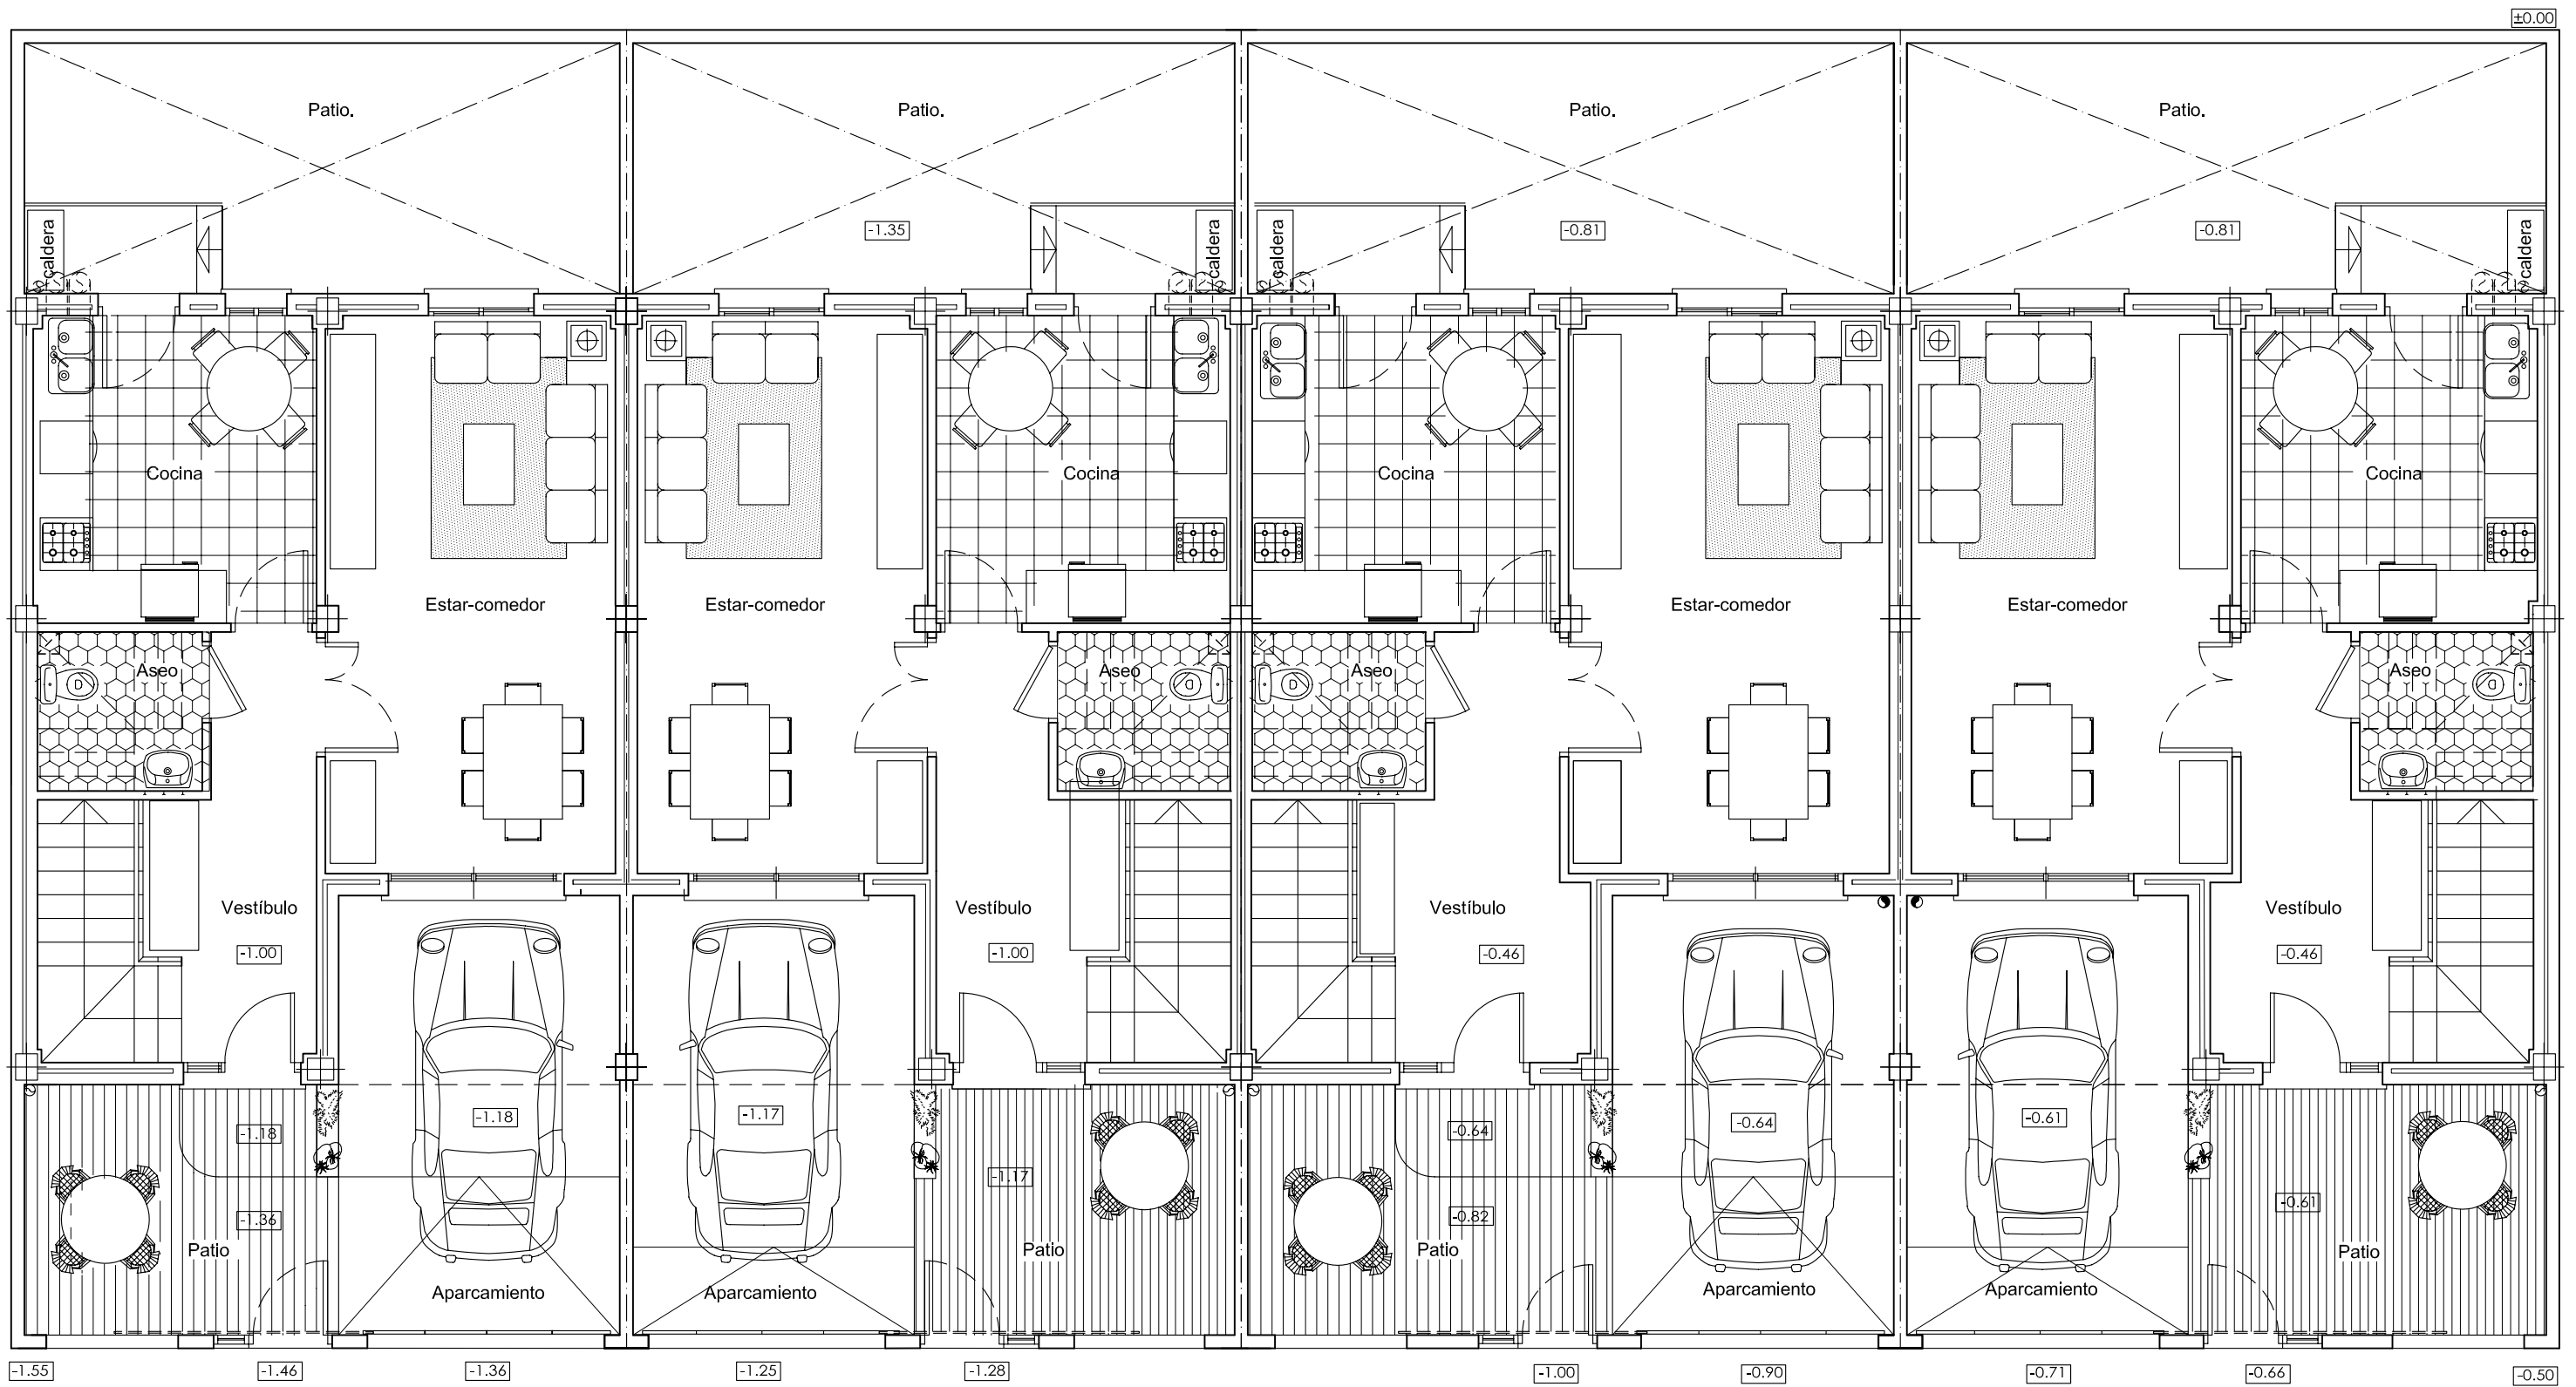 ±0.00
Patio.
Patio.
Patio.
Patio.
caldera
-1.35
caldera
caldera
-0.81
-0.81
caldera
Cocina
Cocina
Cocina
Cocina
Estar-comedor
Estar-comedor
Estar-comedor
Estar-comedor
Aseo
Aseo
Aseo
Aseo
Vestíbulo
Vestíbulo
Vestíbulo
Vestíbulo
-1.00
-1.00
-0.46
-0.46
-1.18
-1.18
-1.17
-1.17
-0.64
-0.64
-0.61
-0.61
-1.36
-0.82
Patio
Patio
Patio
Patio
Aparcamiento
Aparcamiento
Aparcamiento
Aparcamiento
-1.55
-1.46
-1.36
-1.25
-1.28
-1.00
-0.90
-0.71
-0.66
-0.50